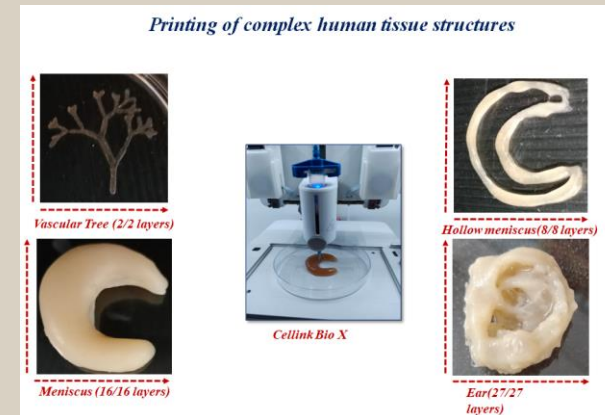 Printing of complex human tissue structures
Vascular Tree (2/2 layers)
Hollow meniscus(8/8 layers)
Cellink Bio X
Meniscus (16/16 layers)
Ear(27/27
layers)